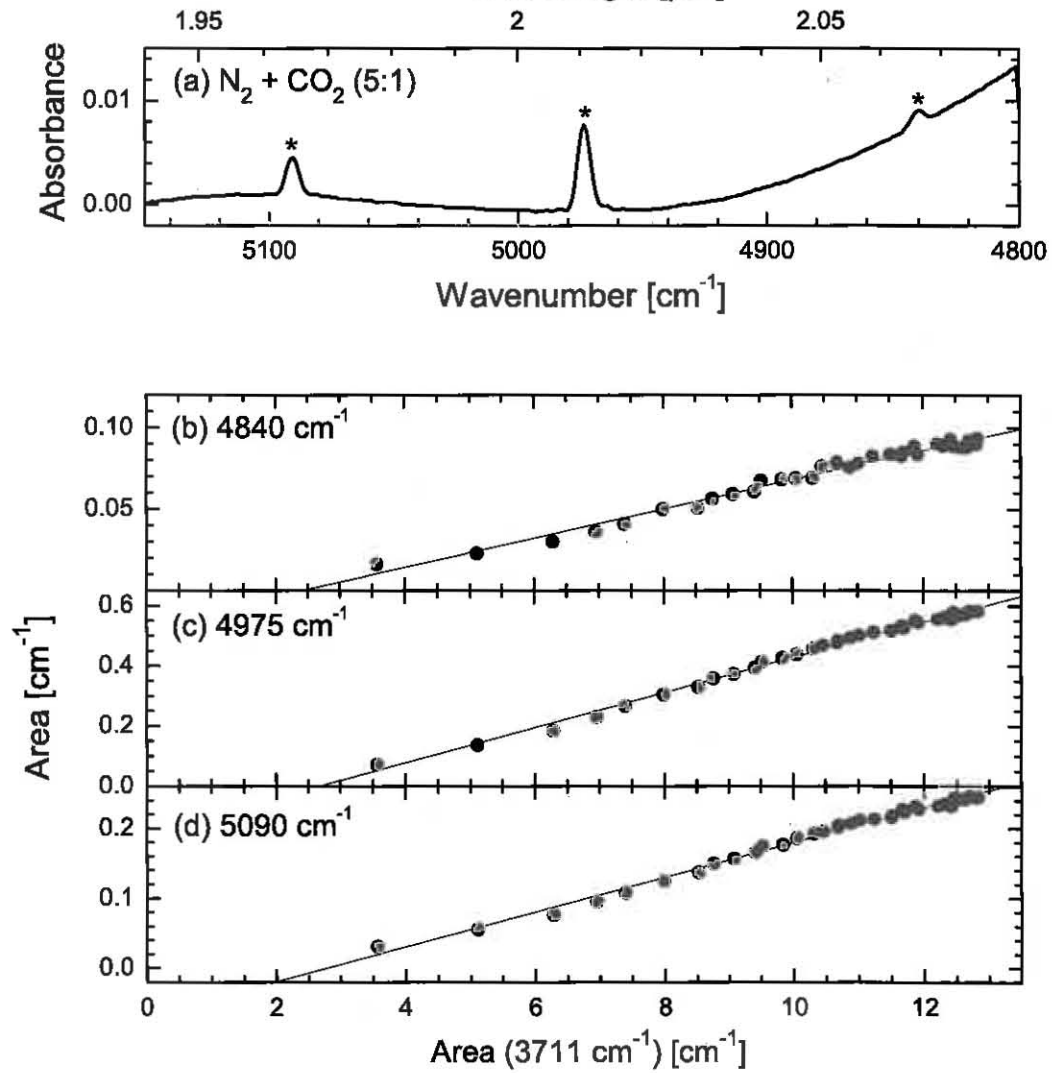 1.95 2 2.05
(a) N₂ + CO₂ (5:1)
* * *
Absorbance
0.01
0.00
5100 5000 4900 4800
Wavenumber [cm⁻¹]
(b) 4840 cm⁻¹
0.10
0.05
(c) 4975 cm⁻¹
0.6
0.4
0.2
0.0
Area [cm⁻¹]
(d) 5090 cm⁻¹
0.2
0.1
0.0
0 2 4 6 8 10 12
Area (3711 cm⁻¹) [cm⁻¹]